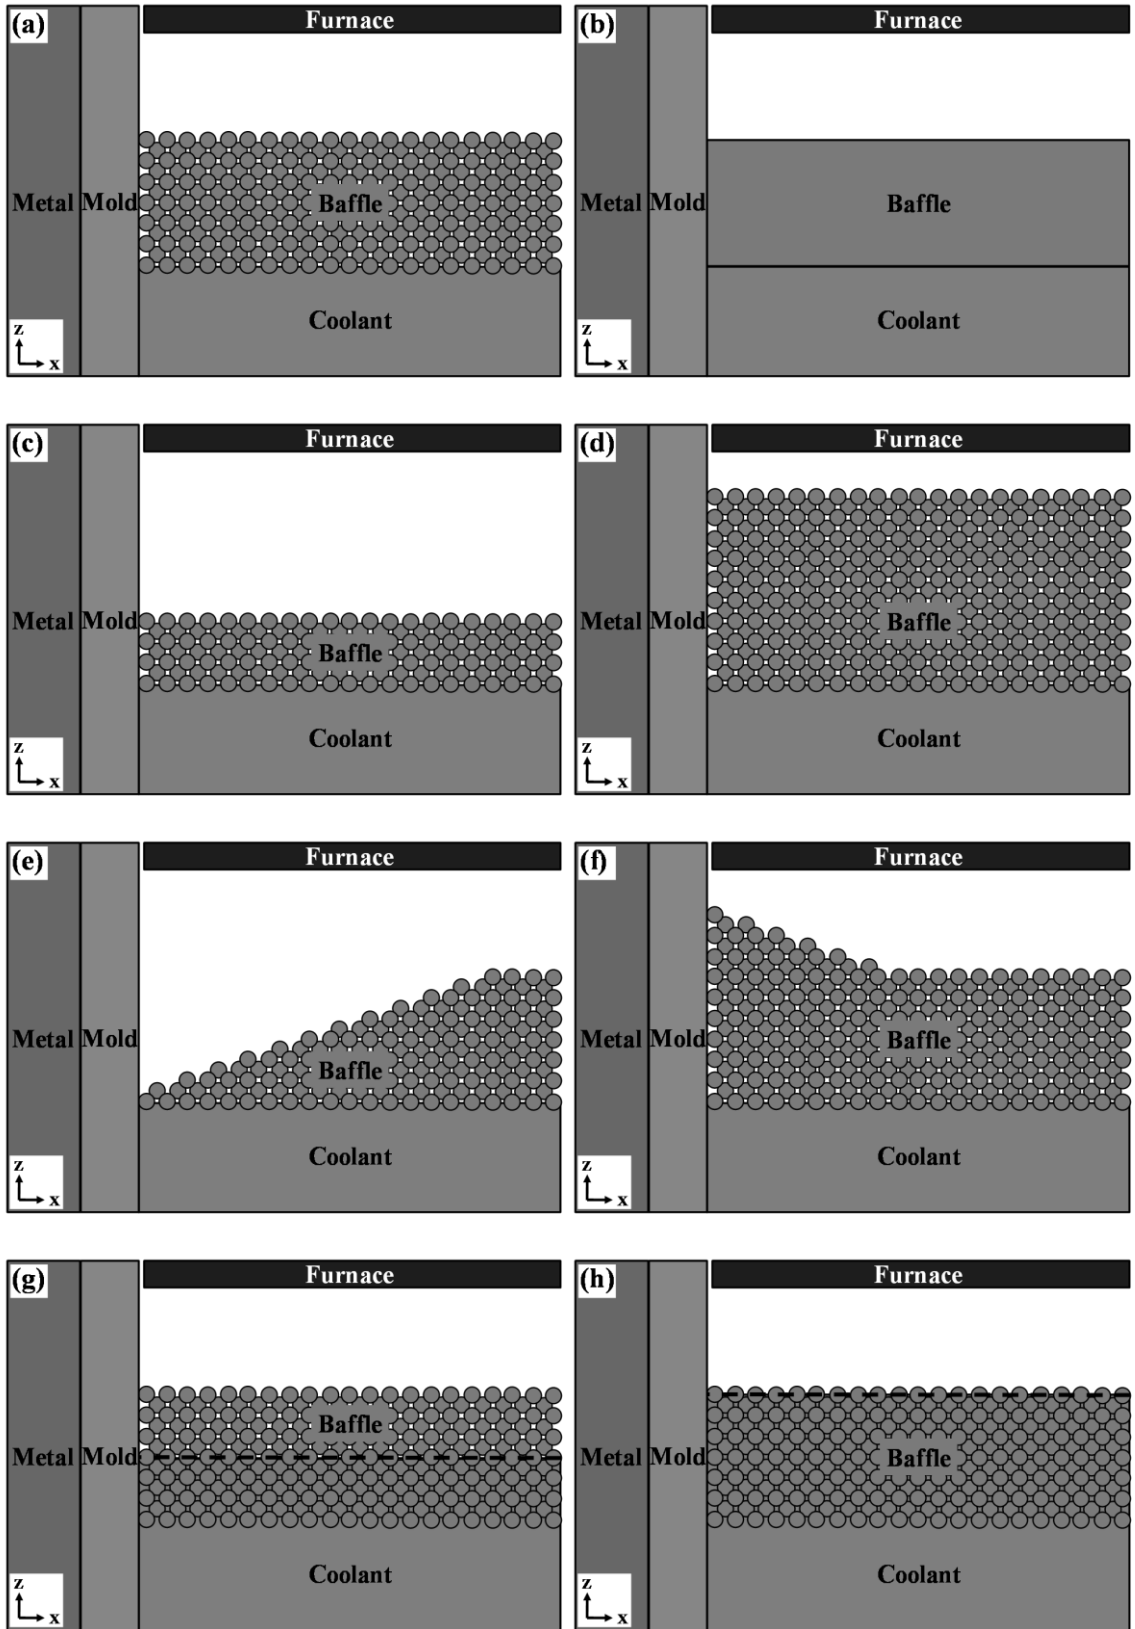 (a) Furnace
Metal Mold Baffle
Coolant
z
x
(b) Furnace
Metal Mold Baffle
Coolant
z
x
(c) Furnace
Metal Mold Baffle
Coolant
z
x
(d) Furnace
Metal Mold Baffle
Coolant
z
x
(e) Furnace
Metal Mold Baffle
Coolant
z
x
(f) Furnace
Metal Mold Baffle
Coolant
z
x
(g) Furnace
Baffle
Metal Mold
Coolant
z
x
(h) Furnace
Metal Mold Baffle
Coolant
z
x